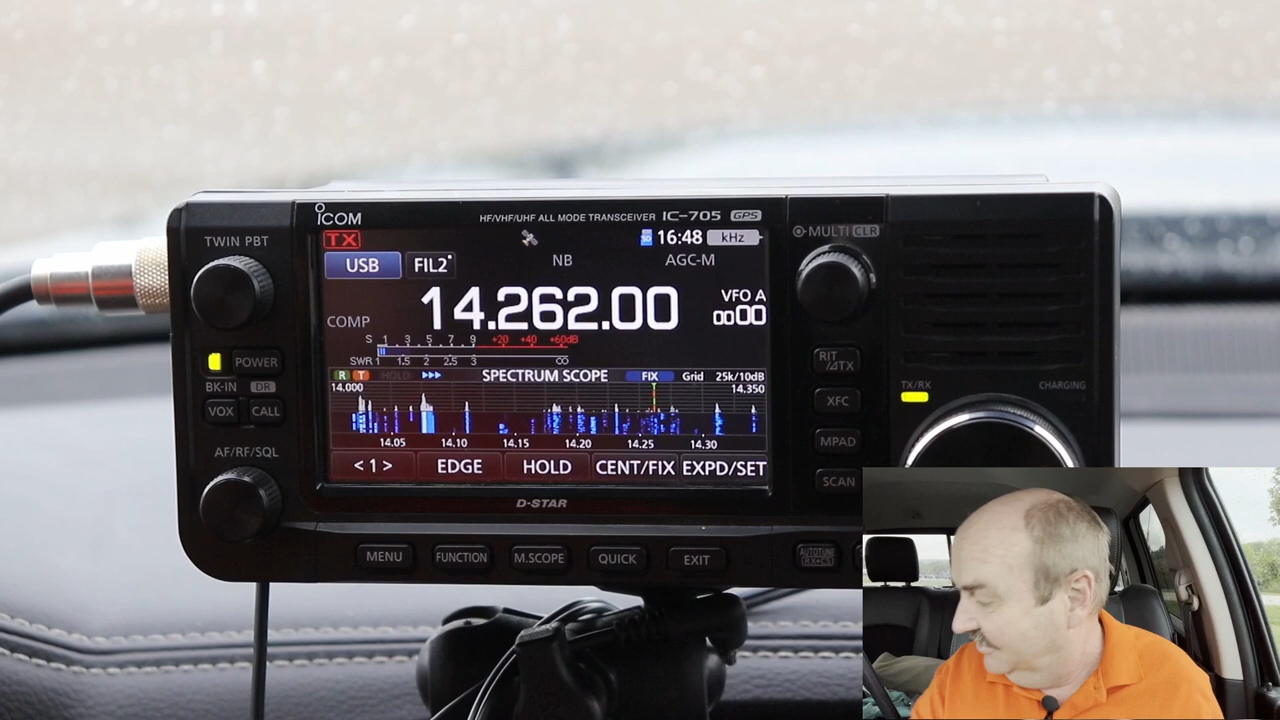 ICOM
HF/VHF/UHF ALL MODE TRANSCEIVER IC-705 GPS
TWIN PBT
MULTI CLR
TX 16:48 kHz
USB FIL2 NB AGC-M
14.262.00 VFO A
00
COMP
S 1 3 5 7 9 +20 +40 +60dB
SWR 1 1.5 2 2.5 3 ∞
POWER
R T HOLD SPECTRUM SCOPE FIX Grid 25k/10dB
14.000 14.350
14.05 14.10 14.15 14.20 14.25 14.30
< 1 > EDGE HOLD CENT/FIX EXPD/SET
BK-IN DR
VOX CALL
AF/RF/SQL
RIT/ΔTX
XFC
MPAD
SCAN
TX/RX CHARGING
D-STAR
MENU FUNCTION M.SCOPE QUICK EXIT AUTOTUNE